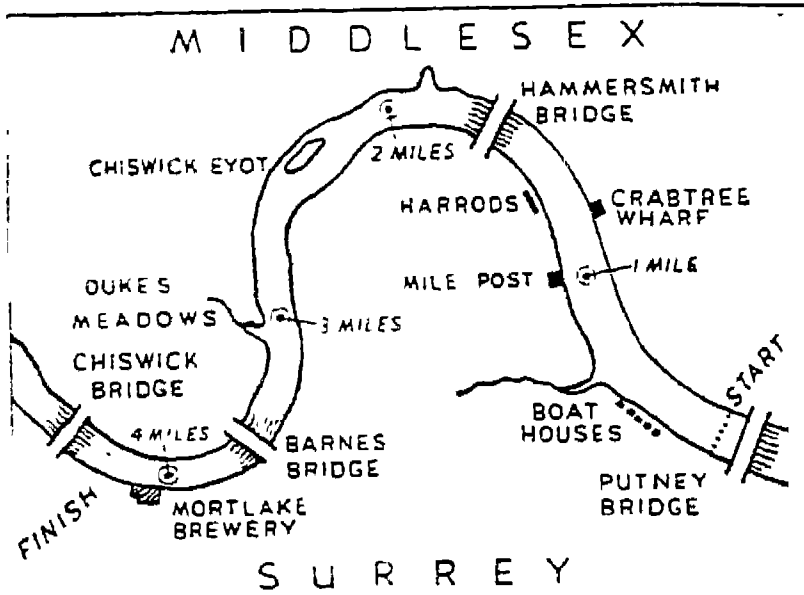 MIDDLESEX
HAMMERSMITH
BRIDGE
2 MILES
CHISWICK EYOT
HARRODS
CRABTREE
WHARF
MILE POST
1 MILE
DUKES
MEADOWS
3 MILES
CHISWICK
BRIDGE
START
4 MILES
BOAT
HOUSES
BARNES
BRIDGE
PUTNEY
BRIDGE
FINISH
MORTLAKE
BREWERY
SURREY